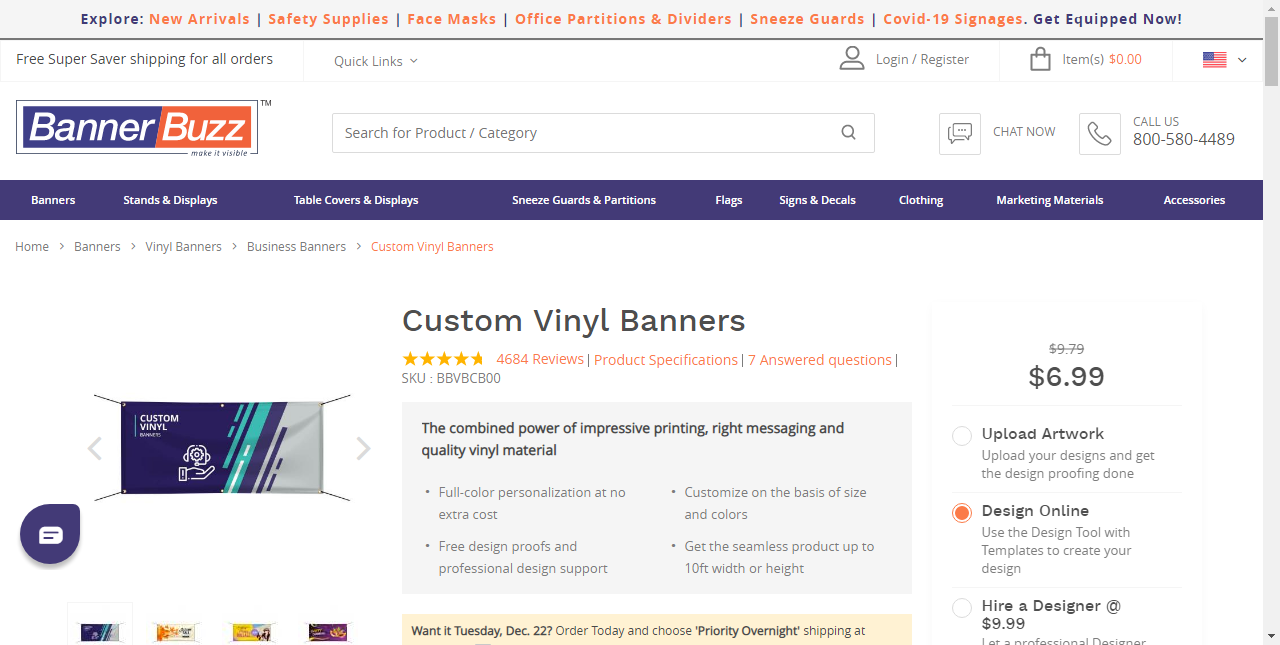 Explore: New Arrivals | Safety Supplies | Face Masks | Office Partitions & Dividers | Sneeze Guards | Covid-19 Signages. Get Equipped Now!
Free Super Saver shipping for all orders
Quick Links
Login / Register
Item(s) $0.00
Banner Buzz TM
make it visible
Search for Product / Category
CHAT NOW
CALL US
800-580-4489
Banners
Stands & Displays
Table Covers & Displays
Sneeze Guards & Partitions
Flags
Signs & Decals
Clothing
Marketing Materials
Accessories
Home > Banners > Vinyl Banners > Business Banners > Custom Vinyl Banners
CUSTOM
VINYL
BANNERS
Custom Vinyl Banners
4684 Reviews | Product Specifications | 7 Answered questions |
SKU : BBVBCB00
The combined power of impressive printing, right messaging and
quality vinyl material
• Full-color personalization at no
extra cost
• Free design proofs and
professional design support
• Customize on the basis of size
and colors
• Get the seamless product up to
10ft width or height
Want it Tuesday, Dec. 22? Order Today and choose 'Priority Overnight' shipping at
$9.79
$6.99
Upload Artwork
Upload your designs and get
the design proofing done
Design Online
Use the Design Tool with
Templates to create your
design
Hire a Designer @
$9.99
Let a professional Designer